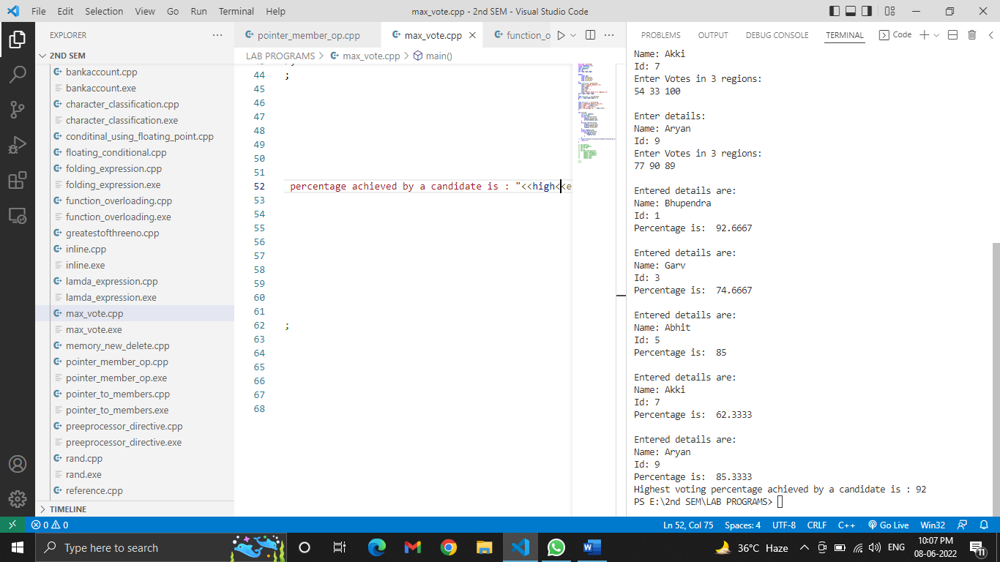 File Edit Selection View Go Run Terminal Help
max_vote.cpp - 2nd SEM - Visual Studio Code
EXPLORER
2ND SEM
bankaccount.cpp
bankaccount.exe
character_classification.cpp
character_classification.exe
conditinal_using_floating_point.cpp
floating_conditional.cpp
folding_expression.cpp
folding_expression.exe
function_overloading.cpp
function_overloading.exe
greatestofthreeno.cpp
inline.cpp
inline.exe
lamda_expression.cpp
lamda_expression.exe
max_vote.cpp
max_vote.exe
memory_new_delete.cpp
pointer_member_op.cpp
pointer_member_op.exe
pointer_to_members.cpp
pointer_to_members.exe
preeprocessor_directive.cpp
preeprocessor_directive.exe
rand.cpp
rand.exe
reference.cpp
TIMELINE
pointer_member_op.cpp max_vote.cpp function_o
LAB PROGRAMS > max_vote.cpp > main()
44 ;
45
46
47
48
49
50
51
52 percentage achieved by a candidate is : "<<high<<e
53
54
55
56
57
58
59
60
61
62 ;
63
64
65
66
67
68
PROBLEMS OUTPUT DEBUG CONSOLE TERMINAL Code
Name: Akki
Id: 7
Enter Votes in 3 regions:
54 33 100
Enter details:
Name: Aryan
Id: 9
Enter Votes in 3 regions:
77 90 89
Entered details are:
Name: Bhupendra
Id: 1
Percentage is: 92.6667
Entered details are:
Name: Garv
Id: 3
Percentage is: 74.6667
Entered details are:
Name: Abhit
Id: 5
Percentage is: 85
Entered details are:
Name: Akki
Id: 7
Percentage is: 62.3333
Entered details are:
Name: Aryan
Id: 9
Percentage is: 85.3333
Highest voting percentage achieved by a candidate is : 92
PS E:\2nd SEM\LAB PROGRAMS>
0 0 Ln 52, Col 75 Spaces: 4 UTF-8 CRLF C++ Go Live Win32
Type here to search
36°C Haze
ENG
10:07 PM
08-06-2022
11